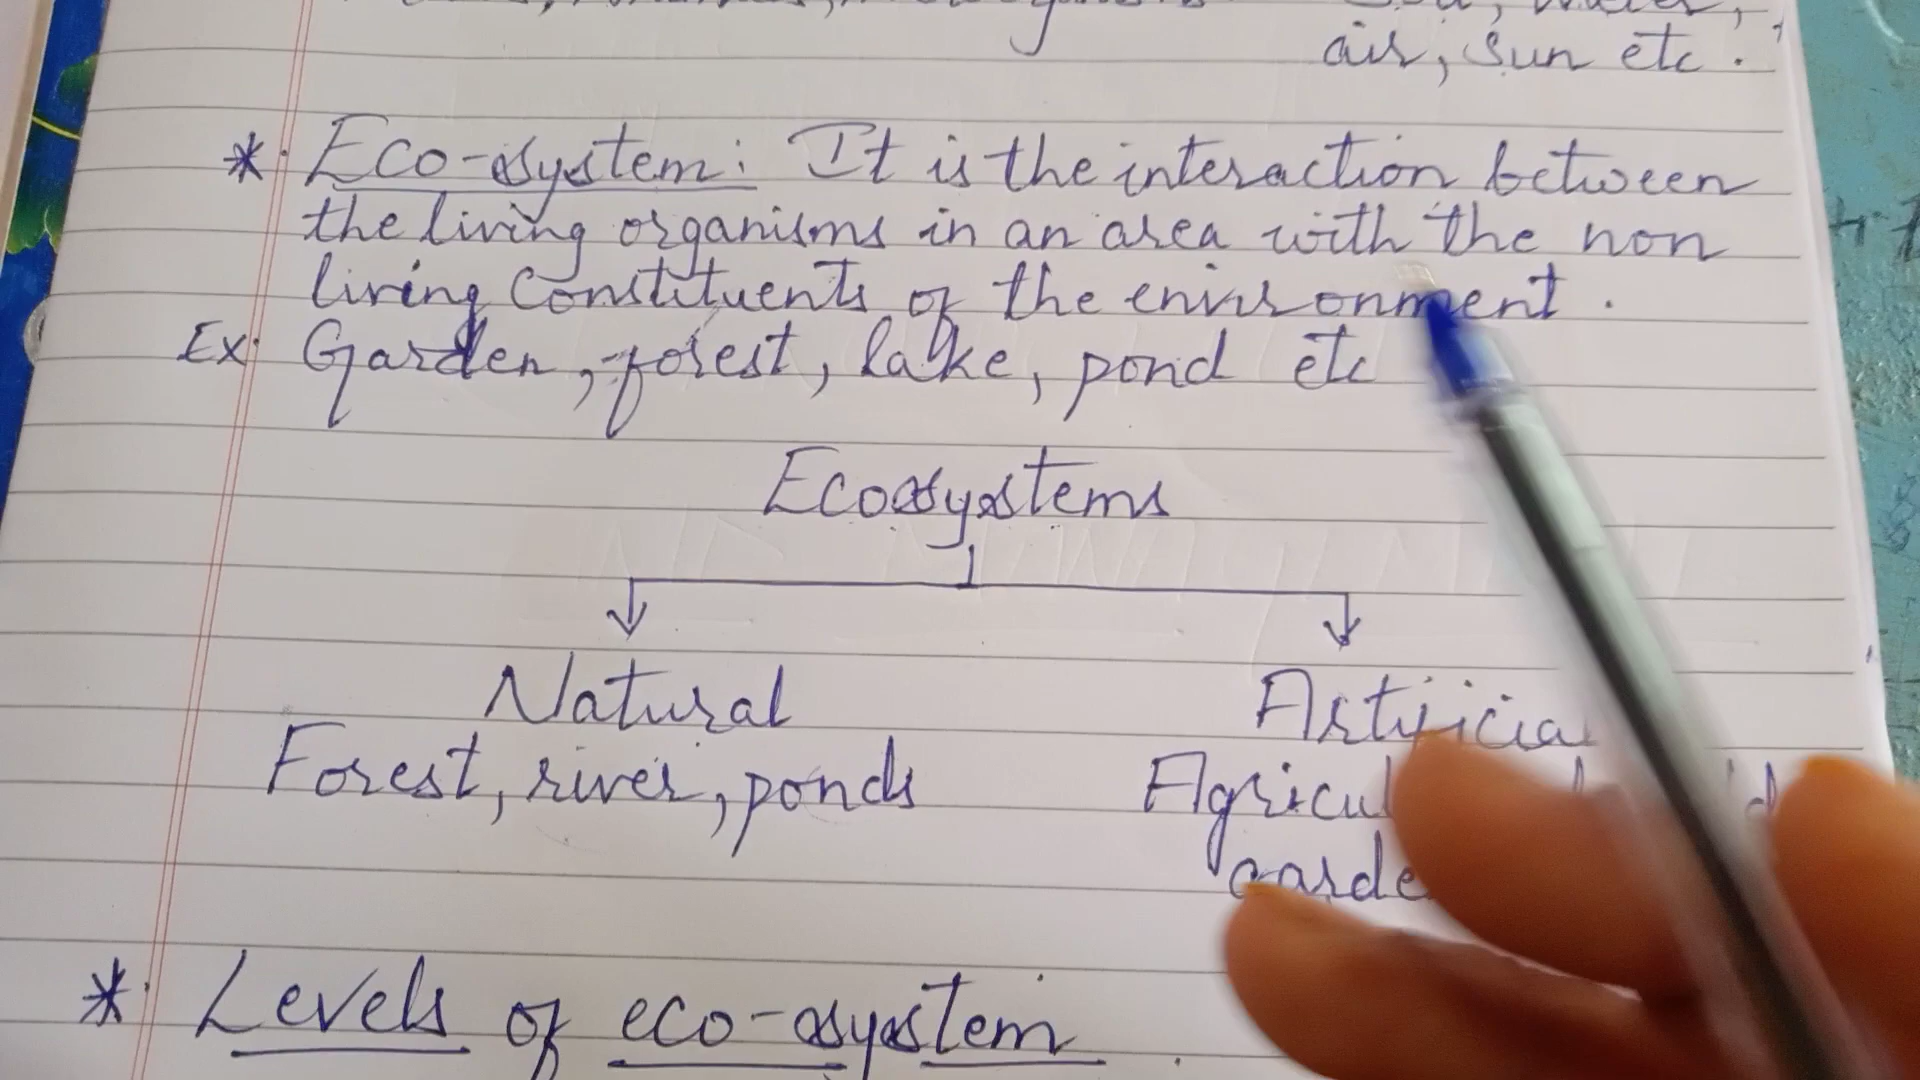 air, Sun etc.
* Eco-system: It is the interaction between
the living organisms in an area with the non
living Constituents of the environment.
Ex: Garden, forest, lake, pond etc
Ecosystems
Natural Artificial
Forest, river, ponds
* Levels of eco-system